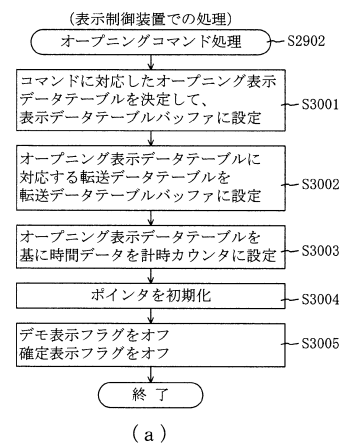 (表示制御装置での処理)
オープニングコマンド処理 S2902
コマンドに対応したオープニング表示
データテーブルを決定して、
表示データテーブルバッファに設定
S3001
オープニング表示データテーブルに
対応する転送データテーブルを
転送データテーブルバッファに設定
S3002
オープニング表示データテーブルを
基に時間データを計時カウンタに設定
S3003
ポインタを初期化 S3004
デモ表示フラグをオフ
確定表示フラグをオフ
S3005
終了
(a)